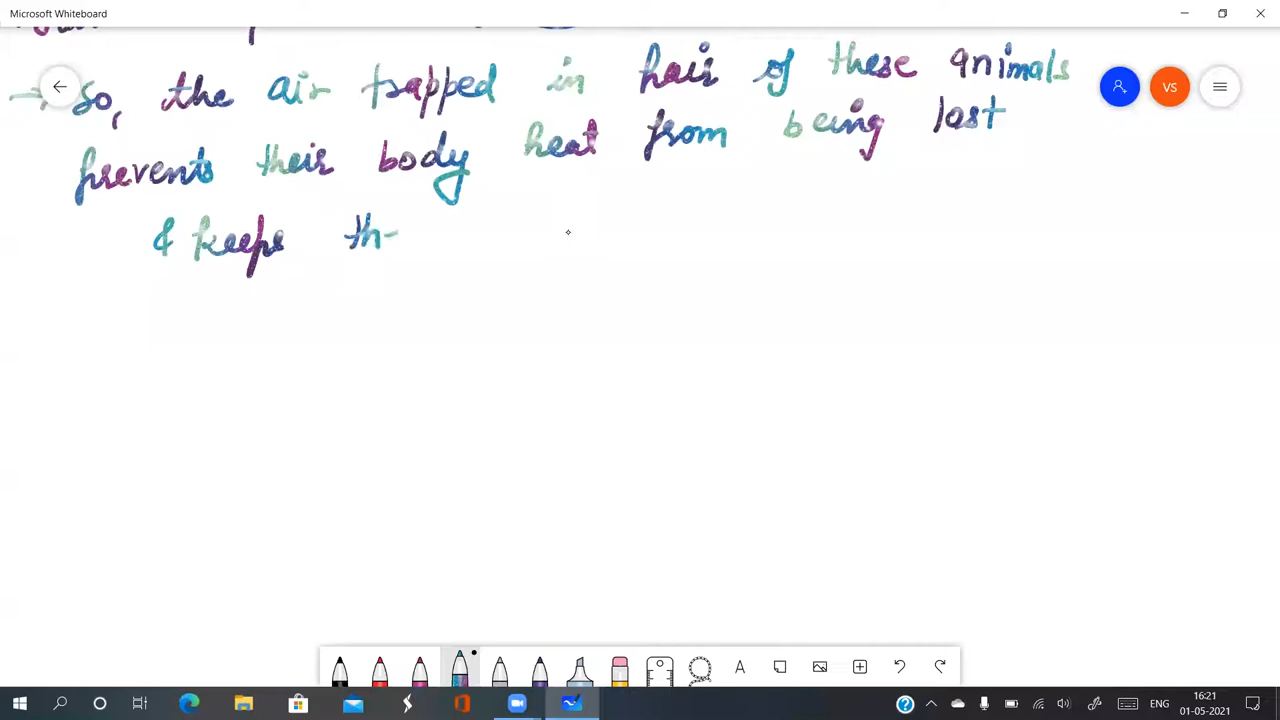 Microsoft Whiteboard
→ so, the air trapped in hair of these animals
prevents their body heat from being lost
& keeps th
VS
A
ENG
16:21
01-05-2021